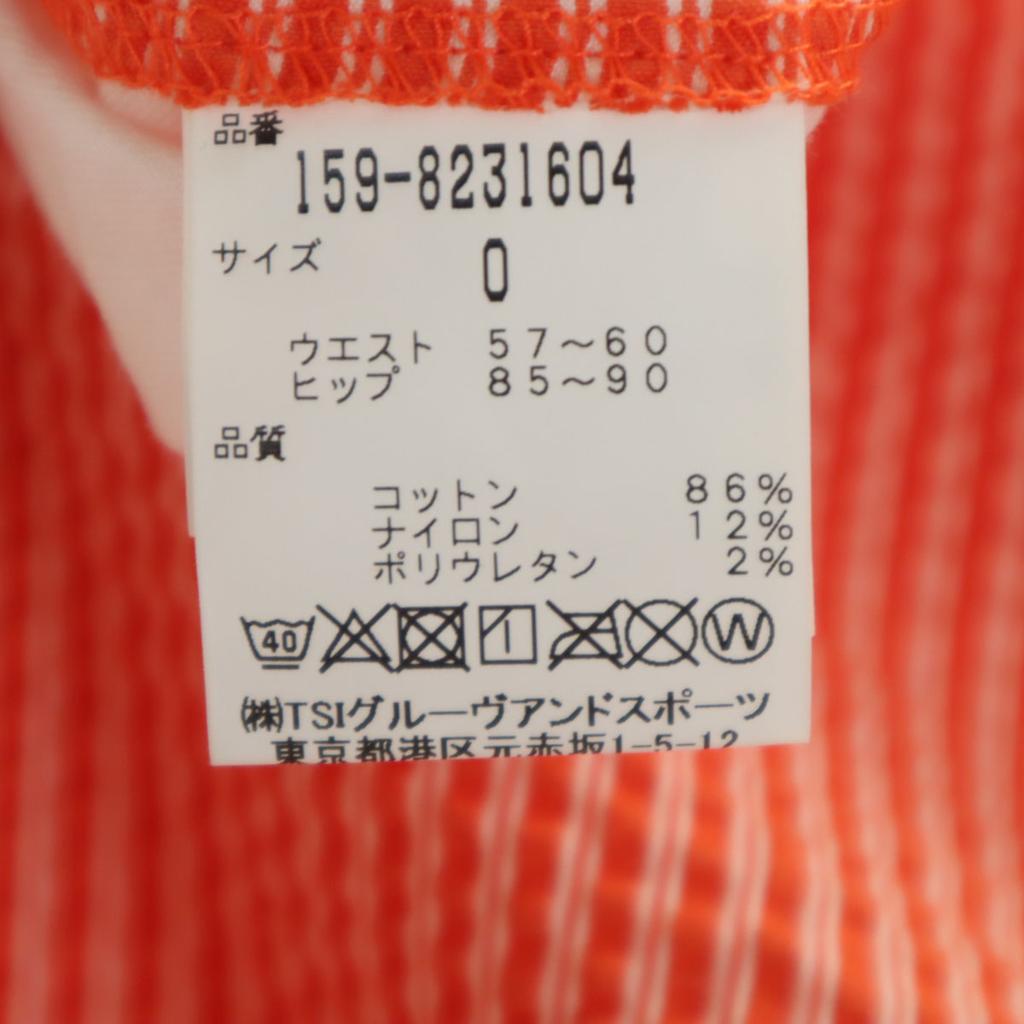 品番
159-8231604
サイズ 0
ウエスト 57〜60
ヒップ 85〜90
品質
コットン 86%
ナイロン 12%
ポリウレタン 2%
40 W
㈱TSIグルーヴアンドスポーツ
東京都港区元赤坂1-5-12